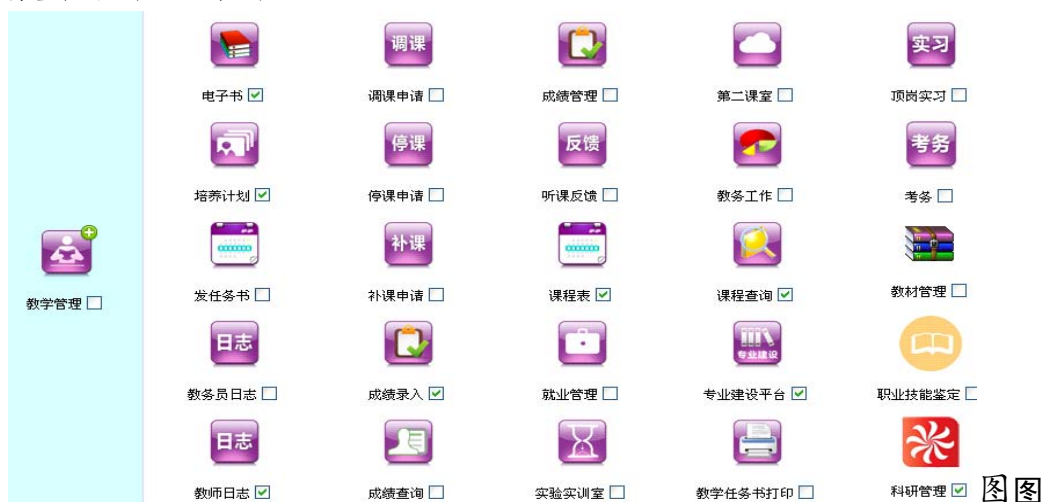 调课
实习
电子书 调课申请 成绩管理 第二课室 顶岗实习
停课
反馈
考务
培养计划 停课申请 听课反馈 教务工作 考务
补课
发任务书 补课申请 课程表 课程查询 教材管理
教学管理
日志
专业建设
教务员日志 成绩录入 就业管理 专业建设平台 职业技能鉴定
日志
教师日志 成绩查询 实验实训室 教学任务书打印 科研管理
图图